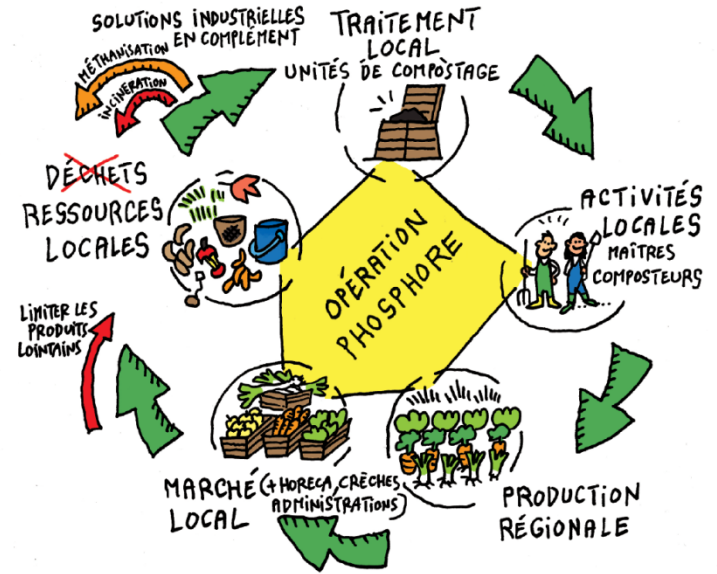 SOLUTIONS INDUSTRIELLES
EN COMPLÉMENT
MÉTHANISATION
INCINÉRATION
TRAITEMENT
LOCAL
UNITÉS DE COMPOSTAGE
ACTIVITÉS
LOCALES
MAÎTRES
COMPOSTEURS
PRODUCTION
RÉGIONALE
MARCHÉ (+ HORECA, CRÈCHES,
ADMINISTRATIONS)
LOCAL
LIMITER LES
PRODUITS
LOINTAINS
DÉCHETS
RESSOURCES
LOCALES
OPÉRATION
PHOSPHORE